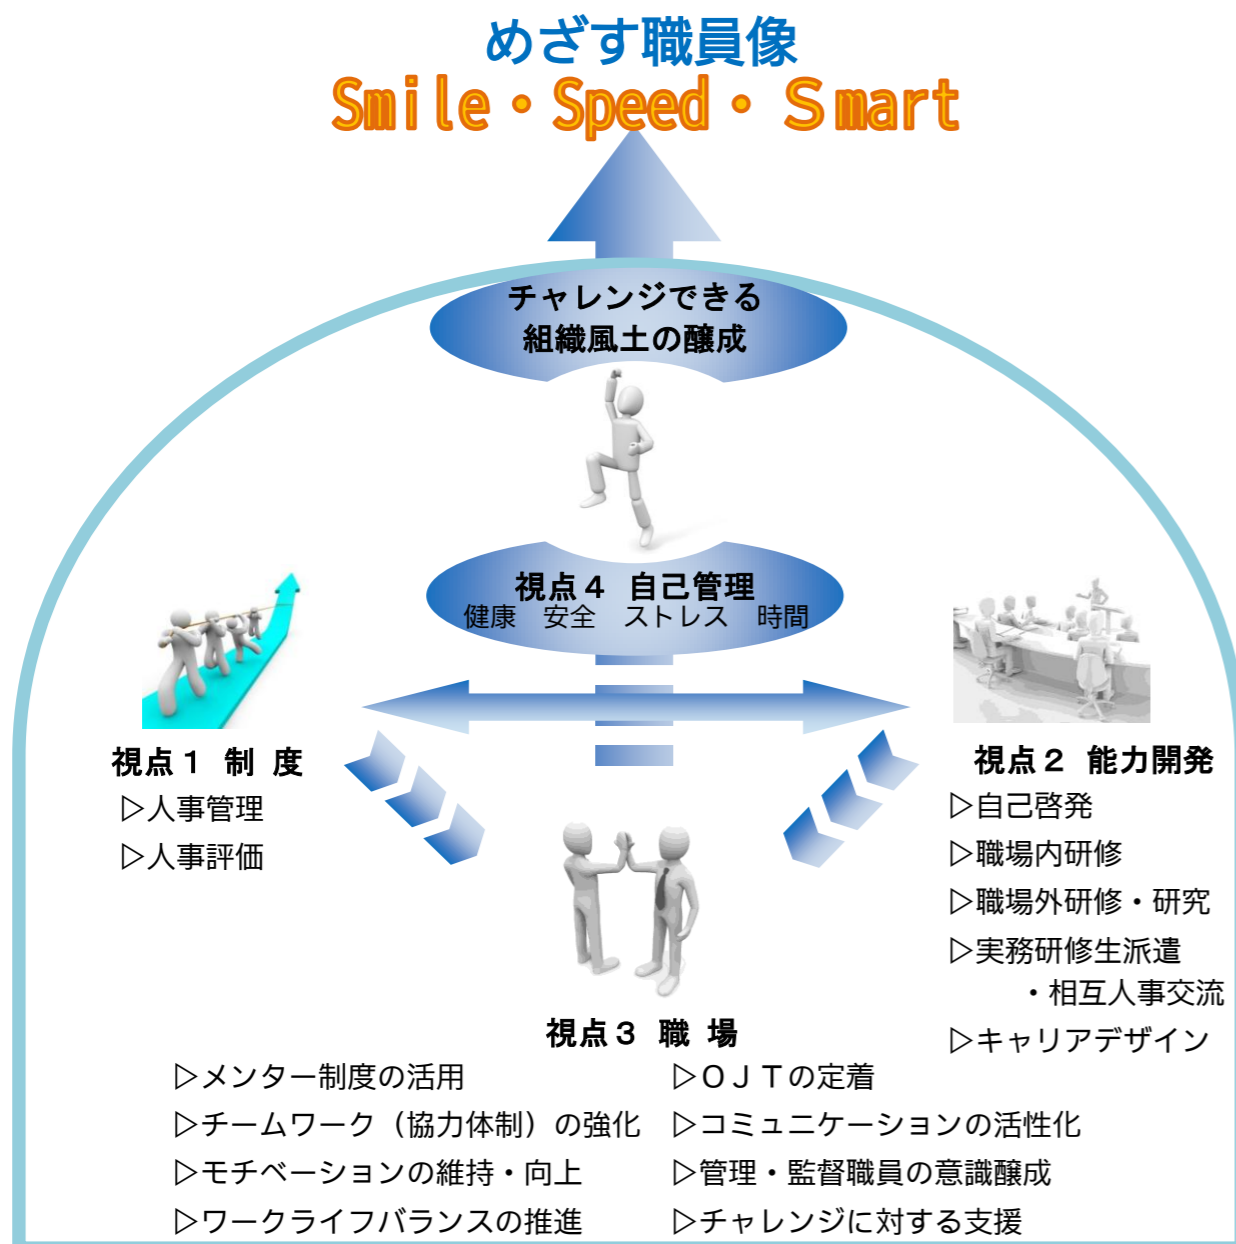 めざす職員像
Smile・Speed・Ｓmart
チャレンジできる
組織風土の醸成
視点４ 自己管理
健康 安全 ストレス 時間
視点１ 制 度
▷人事管理
▷人事評価
視点２ 能力開発
▷自己啓発
▷職場内研修
▷職場外研修・研究
▷実務研修生派遣
・相互人事交流
▷キャリアデザイン
視点３ 職 場
▷メンター制度の活用
▷チームワーク（協力体制）の強化
▷モチベーションの維持・向上
▷ワークライフバランスの推進
▷ＯＪＴの定着
▷コミュニケーションの活性化
▷管理・監督職員の意識醸成
▷チャレンジに対する支援